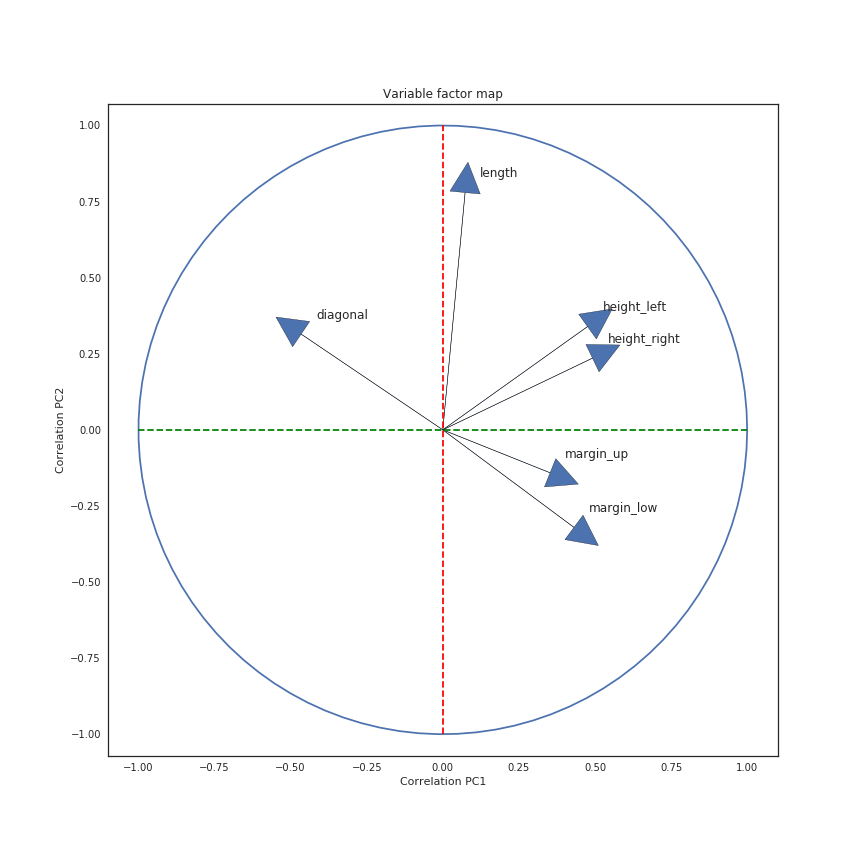 Variable factor map
1.00
0.75
0.50
0.25
0.00
−0.25
−0.50
−0.75
−1.00
Correlation PC2
length
height_left
diagonal
height_right
margin_up
margin_low
−1.00 −0.75 −0.50 −0.25 0.00 0.25 0.50 0.75 1.00
Correlation PC1